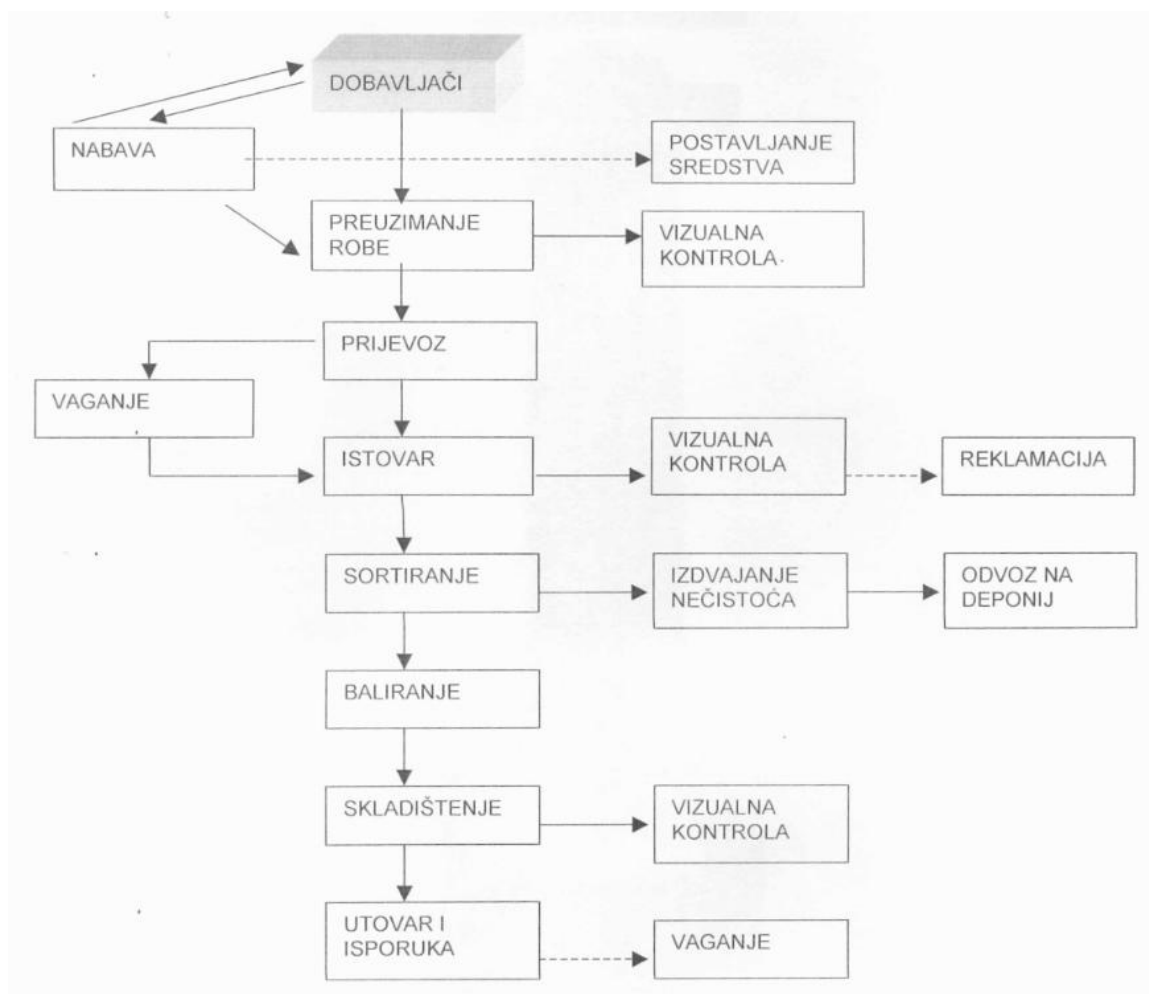 DOBAVLJAČI
NABAVA
POSTAVLJANJE
SREDSTVA
PREUZIMANJE
ROBE
VIZUALNA
KONTROLA
PRIJEVOZ
VAGANJE
ISTOVAR
VIZUALNA
KONTROLA
REKLAMACIJA
SORTIRANJE
IZDVAJANJE
NEČISTOĆA
ODVOZ NA
DEPONIJ
BALIRANJE
SKLADIŠTENJE
VIZUALNA
KONTROLA
UTOVAR I
ISPORUKA
VAGANJE